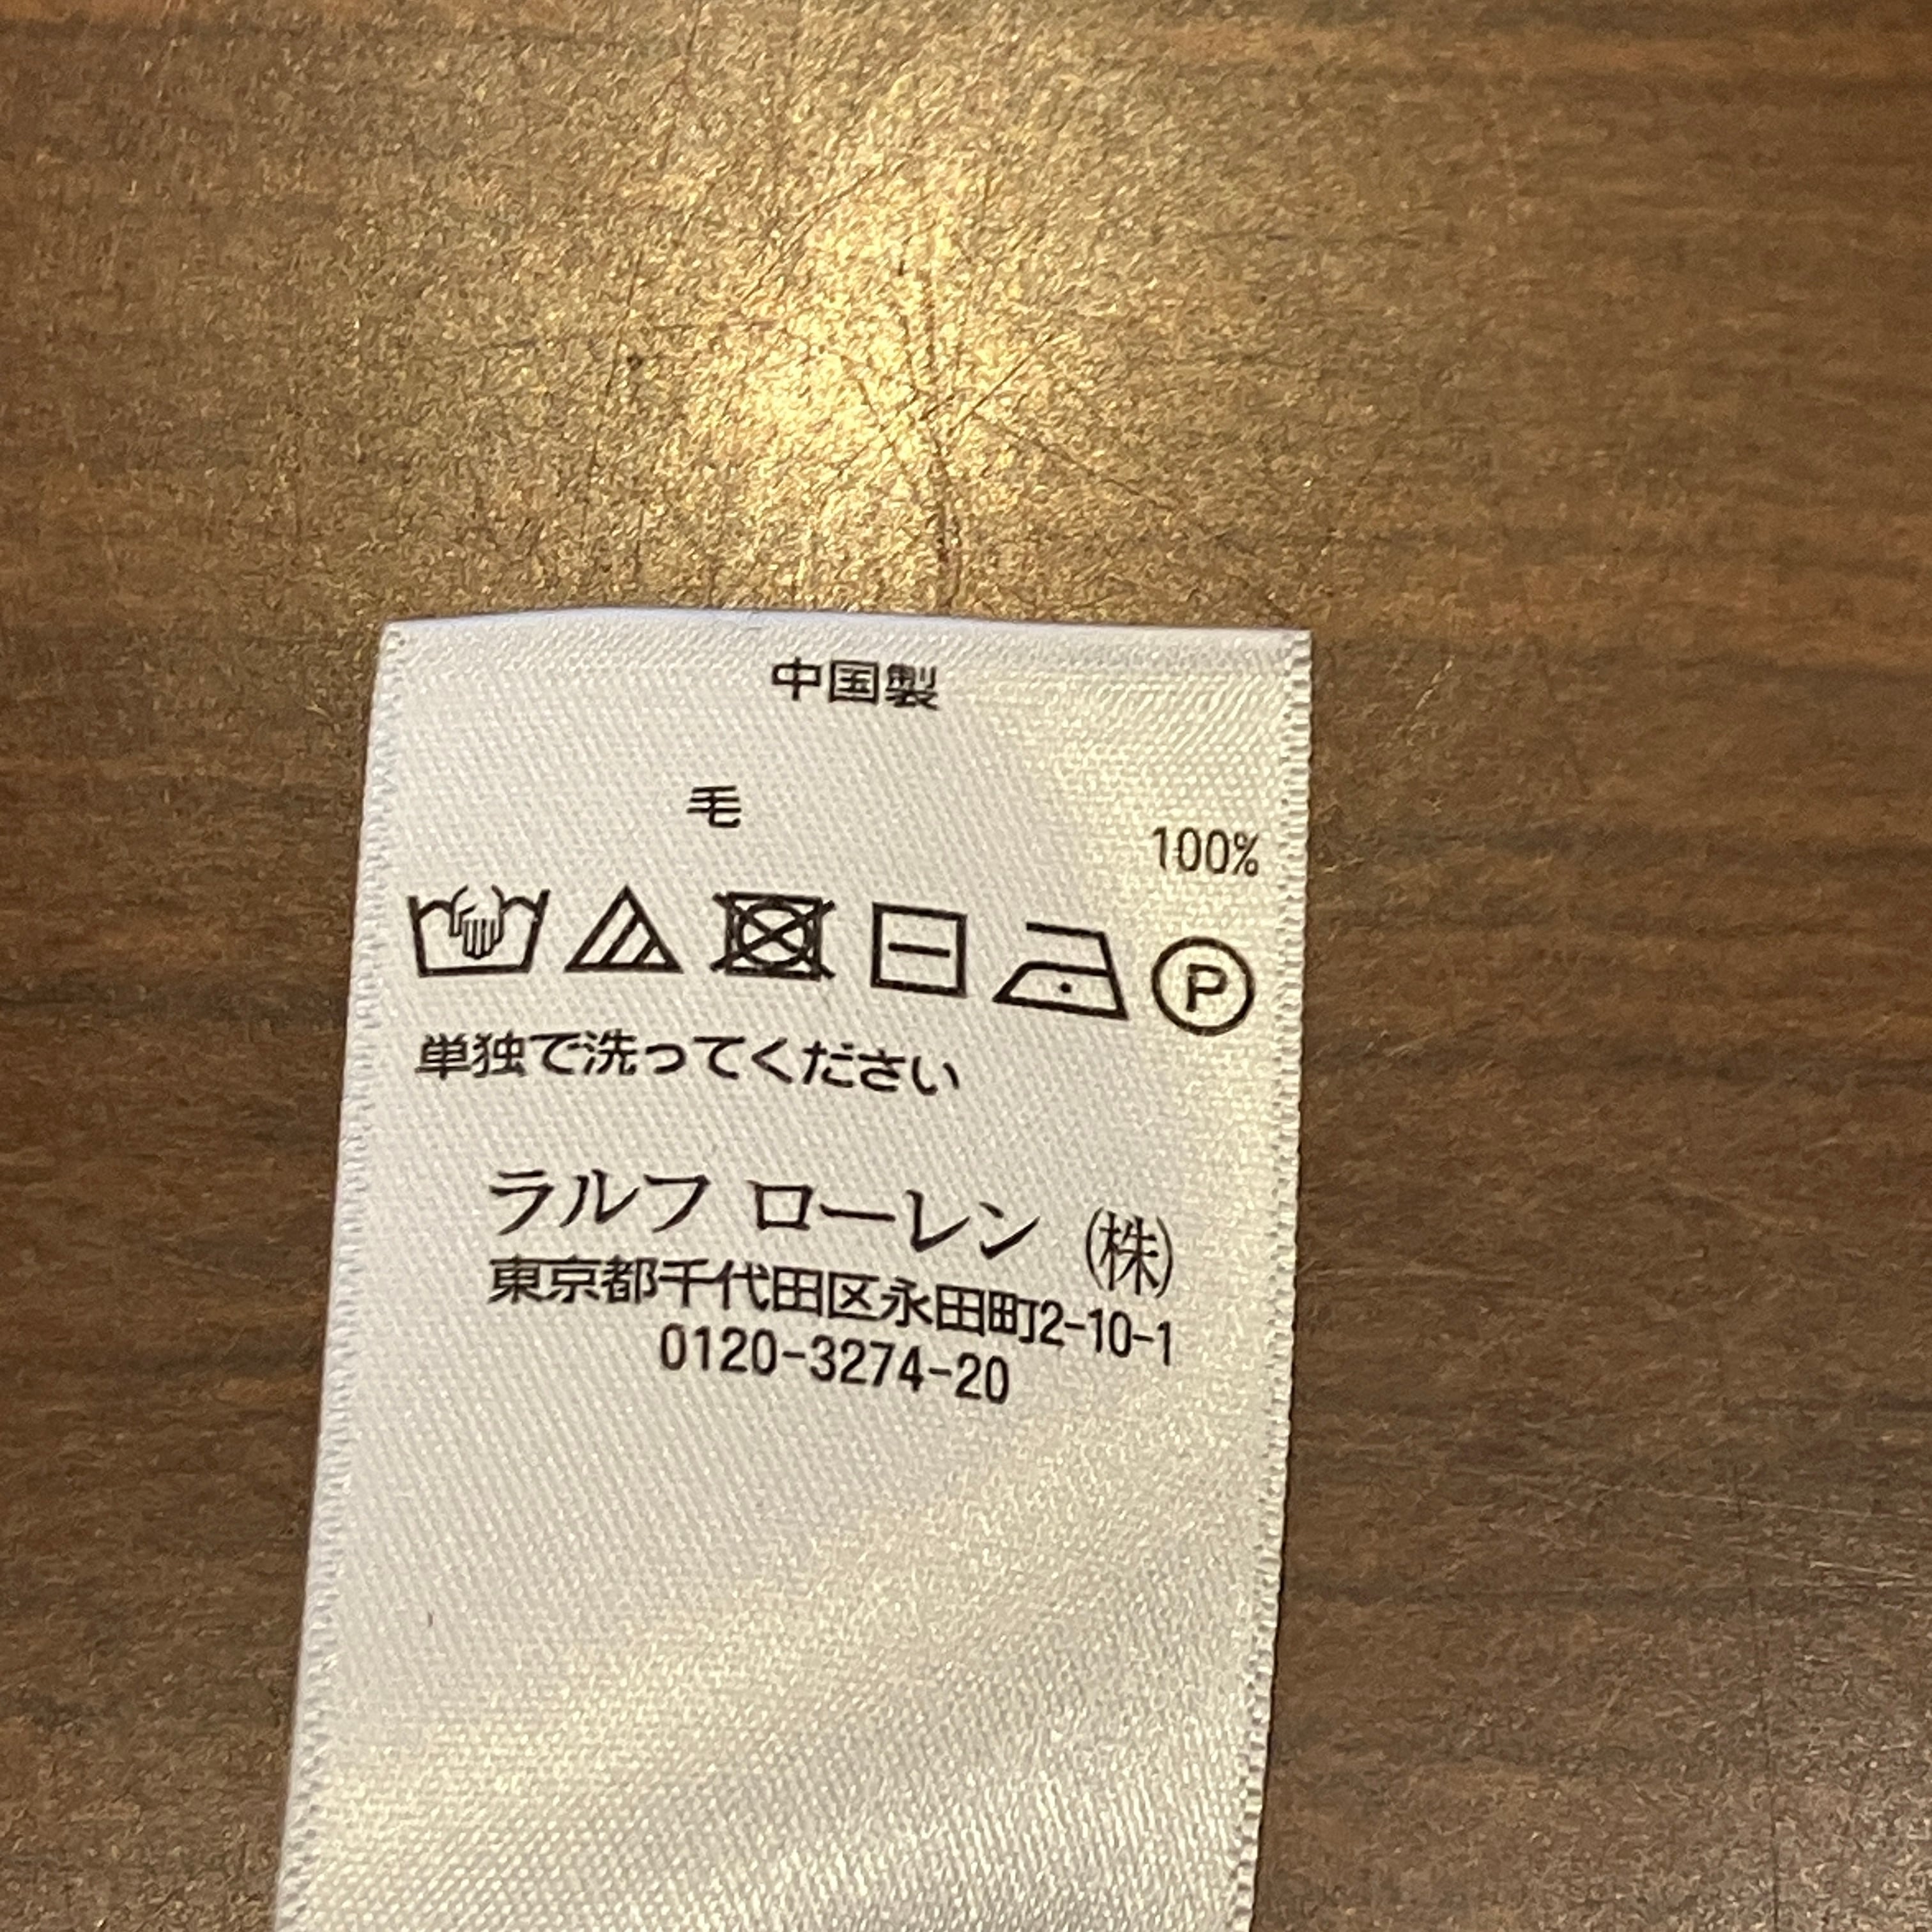 中国製
毛 100%
P
単独で洗ってください
ラルフ ローレン ㈱
東京都千代田区永田町2-10-1
0120-3274-20